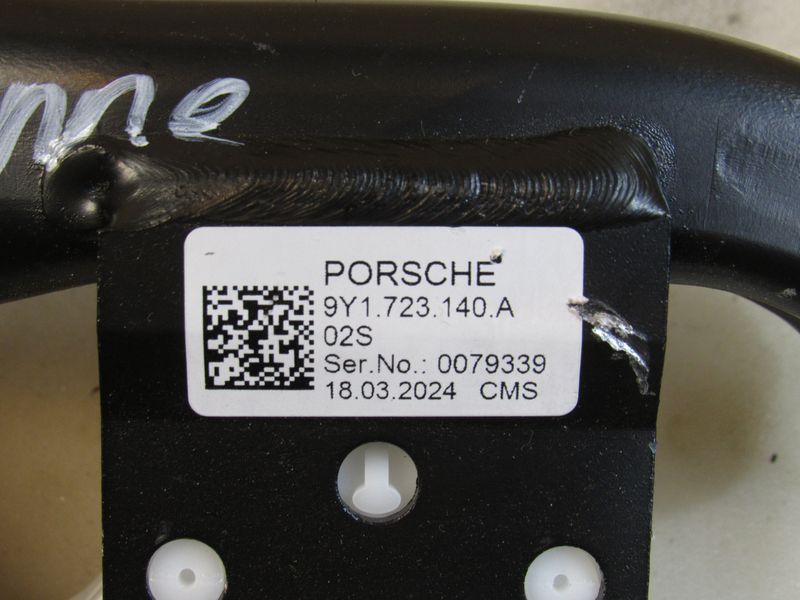 PORSCHE
9Y1.723.140.A
02S
Ser.No.: 0079339
18.03.2024 CMS